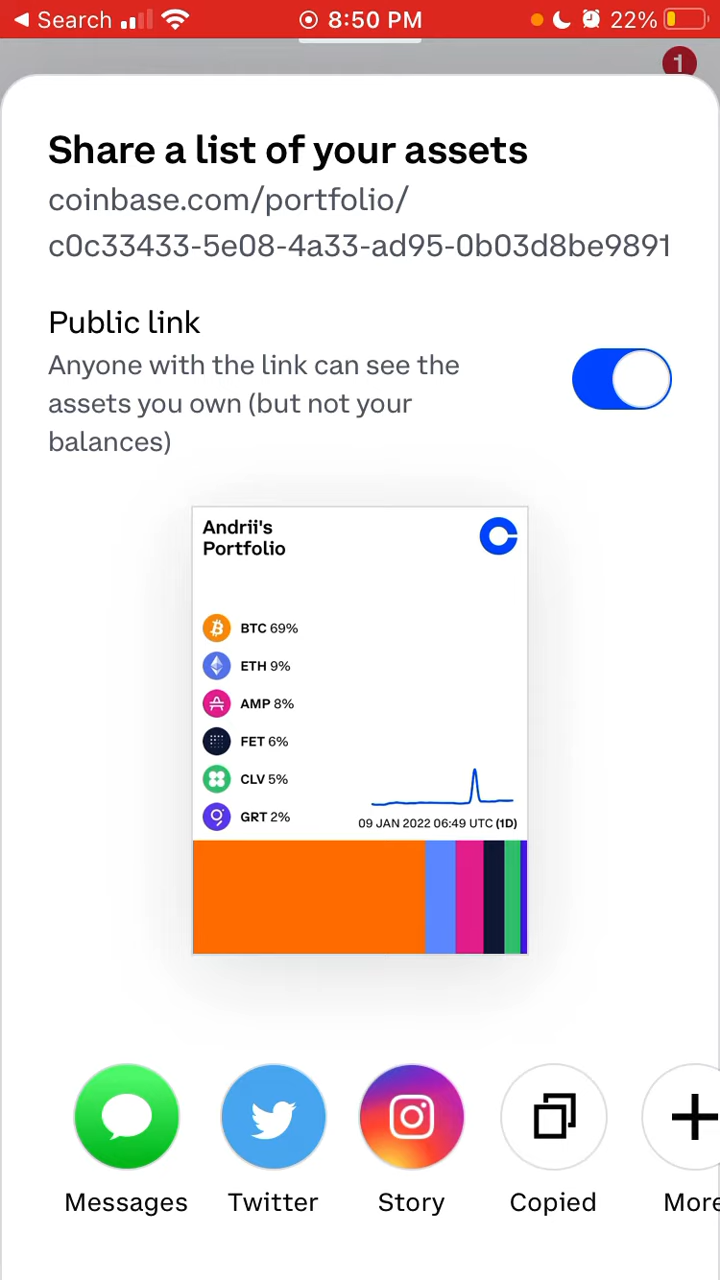 Search
8:50 PM
22%
1
Share a list of your assets
coinbase.com/portfolio/
c0c33433-5e08-4a33-ad95-0b03d8be9891
Public link
Anyone with the link can see the
assets you own (but not your
balances)
Andrii's
Portfolio
BTC 69%
ETH 9%
AMP 8%
FET 6%
CLV 5%
GRT 2%
09 JAN 2022 06:49 UTC (1D)
Messages
Twitter
Story
Copied
More